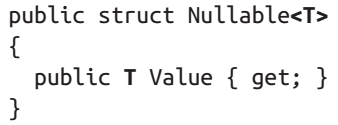 public struct Nullable<T>
{
  public T Value { get; }
}